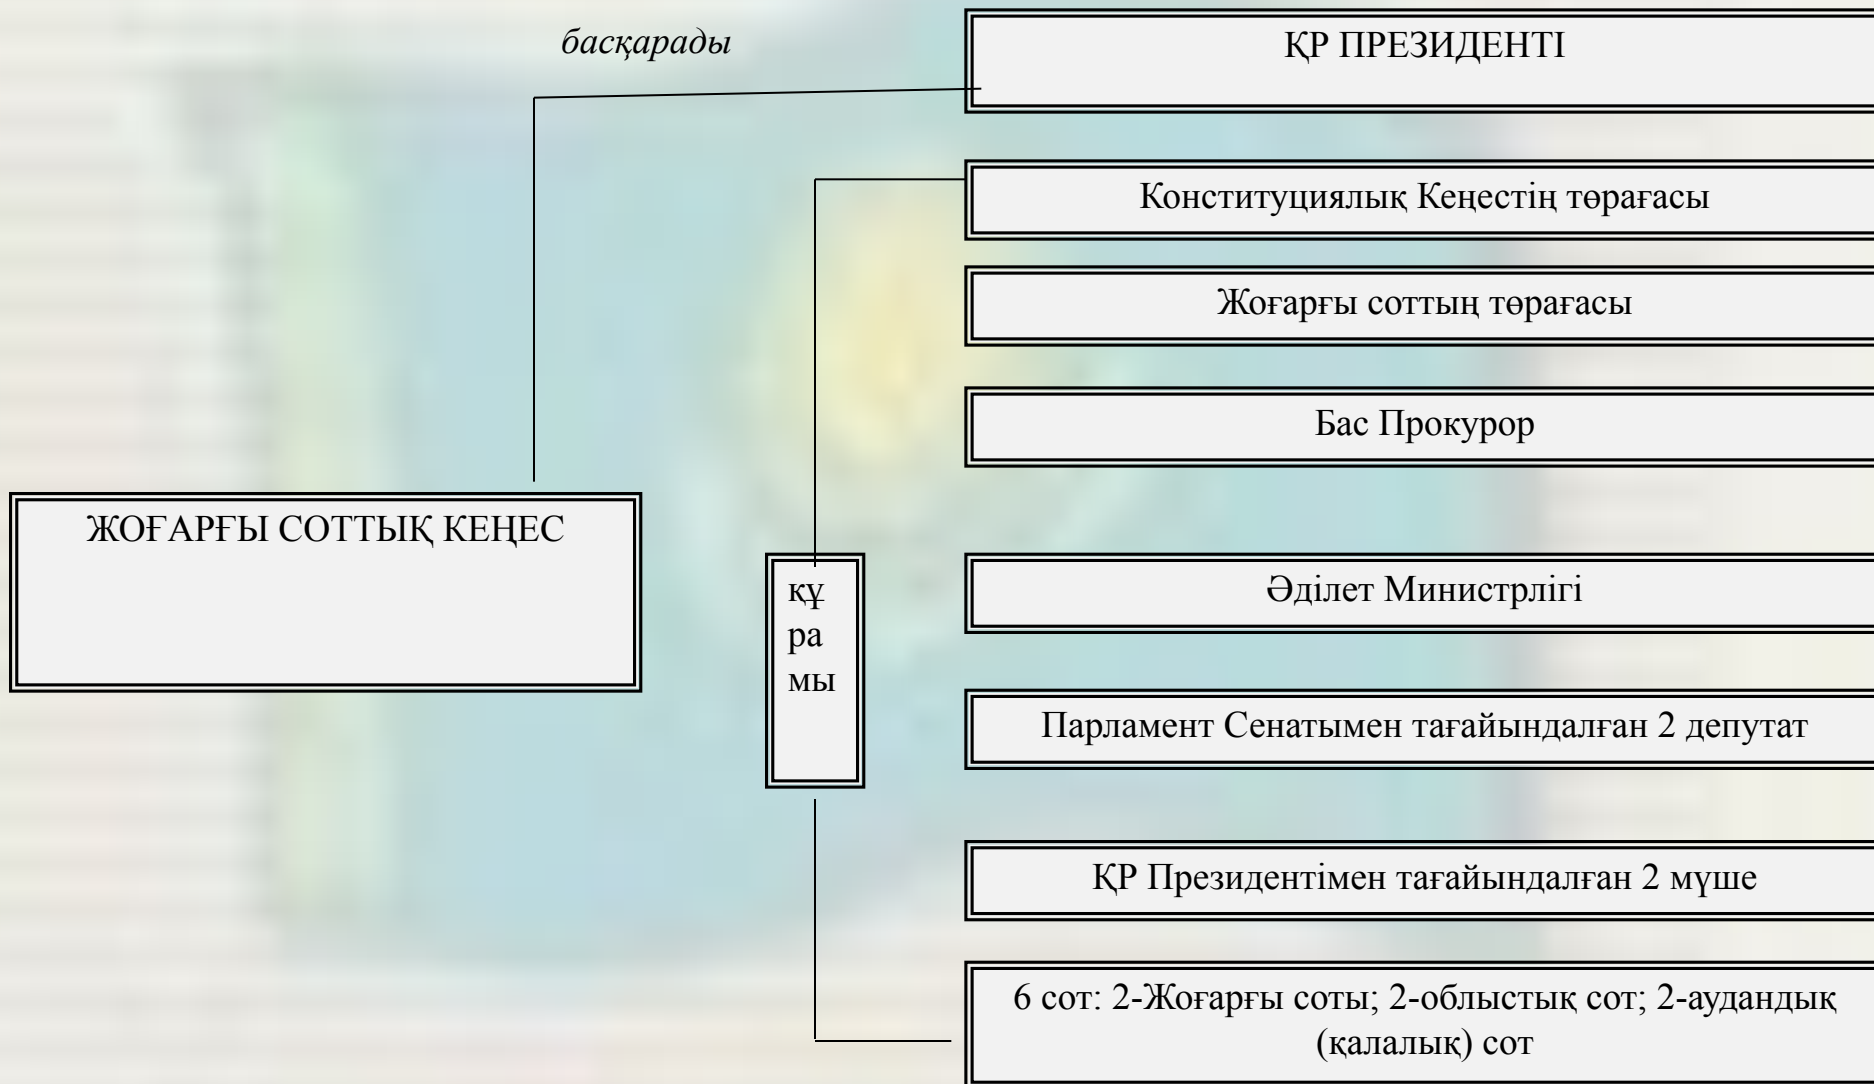 басқарады
ҚР ПРЕЗИДЕНТІ
Конституциялық Кеңестің төрағасы
Жоғарғы соттың төрағасы
Бас Прокурор
ЖОҒАРҒЫ СОТТЫҚ КЕҢЕС
құ
ра
мы
Әділет Министрлігі
Парламент Сенатымен тағайындалған 2 депутат
ҚР Президентімен тағайындалған 2 мүше
6 сот: 2-Жоғарғы соты; 2-облыстық сот; 2-аудандық
(қалалық) сот